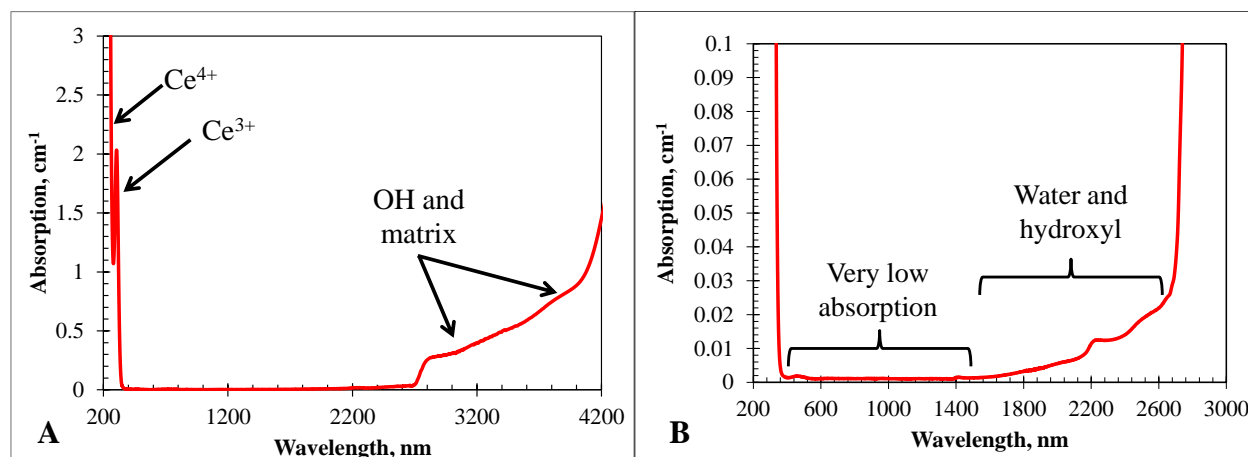 3
2.5
2
1.5
1
0.5
0
Absorption, cm-1
Ce4+
Ce3+
OH and
matrix
200 1200 2200 3200 4200
Wavelength, nm
A
0.1
0.09
0.08
0.07
0.06
0.05
0.04
0.03
0.02
0.01
0
Absorption, cm-1
Very low
absorption
Water and
hydroxyl
200 600 1000 1400 1800 2200 2600 3000
Wavelength, nm
B